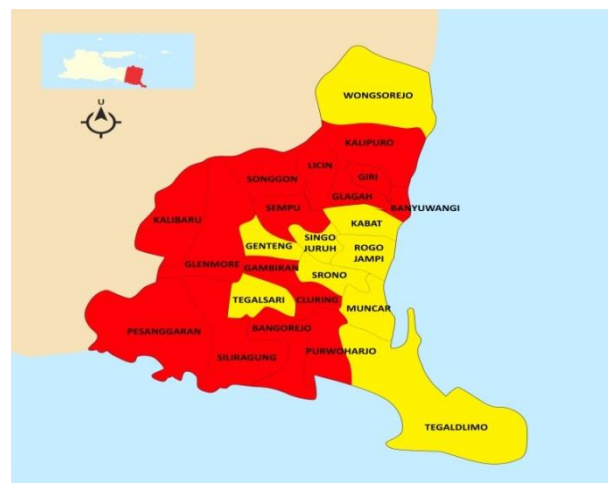 U
WONGSOREJO
KALIPURO
LICIN
GIRI
SONGGON
GLAGAH
SEMPU
BANYUWANGI
KALIBARU
KABAT
SINGO
JURUH
GENTENG
ROGO
JAMPI
GLENMORE
GAMBIRAN
SRONO
TEGALSARI
CLURING
MUNCAR
PESANGGARAN
BANGOREJO
PURWOHARJO
SILIRAGUNG
TEGALDLIMO